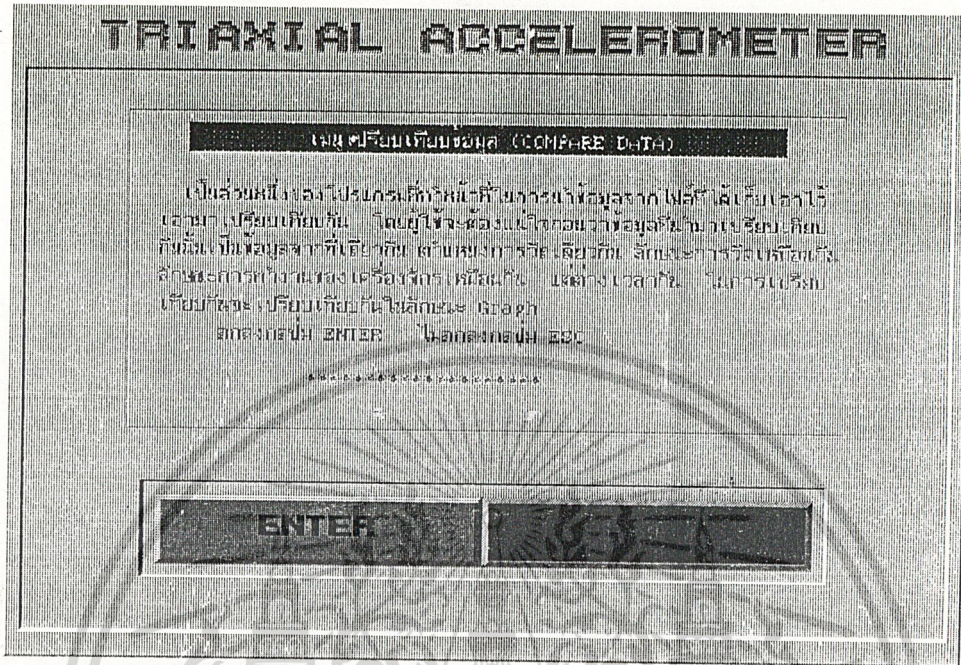 TRIAXIAL ACCELEROMETER
เมนูเปรียบเทียบข้อมูล (COMPARE DATA)
เป็นส่วนหนึ่งของโปรแกรมที่ทำหน้าที่ในการนำข้อมูลจากไฟล์ที่ได้เก็บเอาไว้
เอามาเปรียบเทียบกัน โดยผู้ใช้จะต้องแน่ใจก่อนว่าข้อมูลที่นำมาเปรียบเทียบ
กันนั้นเป็นข้อมูลจากที่เดียวกัน ตำแหน่งการวัดเดียวกัน ลักษณะการวัดเหมือนกัน
ลักษณะการทำงานของเครื่องจักรเหมือนกัน แต่ต่างเวลากัน ในการเปรียบ
เทียบกันจะเปรียบเทียบกันในลักษณะ Gragh
ตกลงกดปุ่ม ENTER ไม่ตกลงกดปุ่ม ESC
ENTER